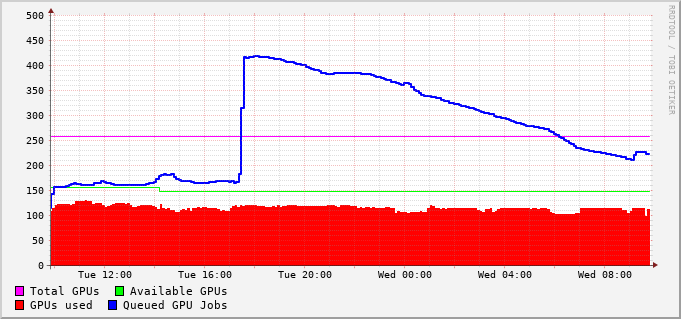 500
450
400
350
300
250
200
150
100
50
0
Tue 12:00 Tue 16:00 Tue 20:00 Wed 00:00 Wed 04:00 Wed 08:00
Total GPUs Available GPUs
GPUs used Queued GPU Jobs
RRDTOOL / TOBI OETIKER